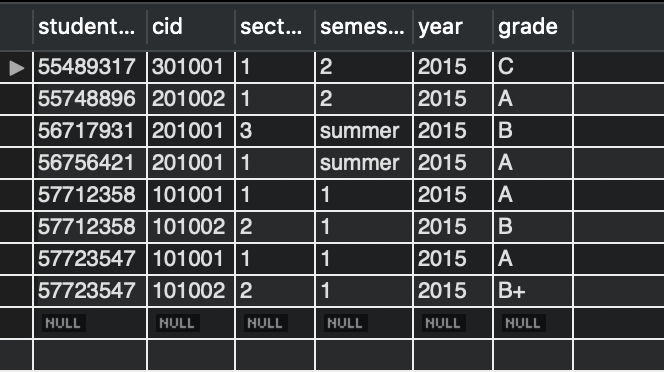 student... cid sect... semes... year grade
55489317 301001 1 2 2015 C
55748896 201002 1 2 2015 A
56717931 201001 3 summer 2015 B
56756421 201001 1 summer 2015 A
57712358 101001 1 1 2015 A
57712358 101002 2 1 2015 B
57723547 101001 1 1 2015 A
57723547 101002 2 1 2015 B+
NULL NULL NULL NULL NULL NULL